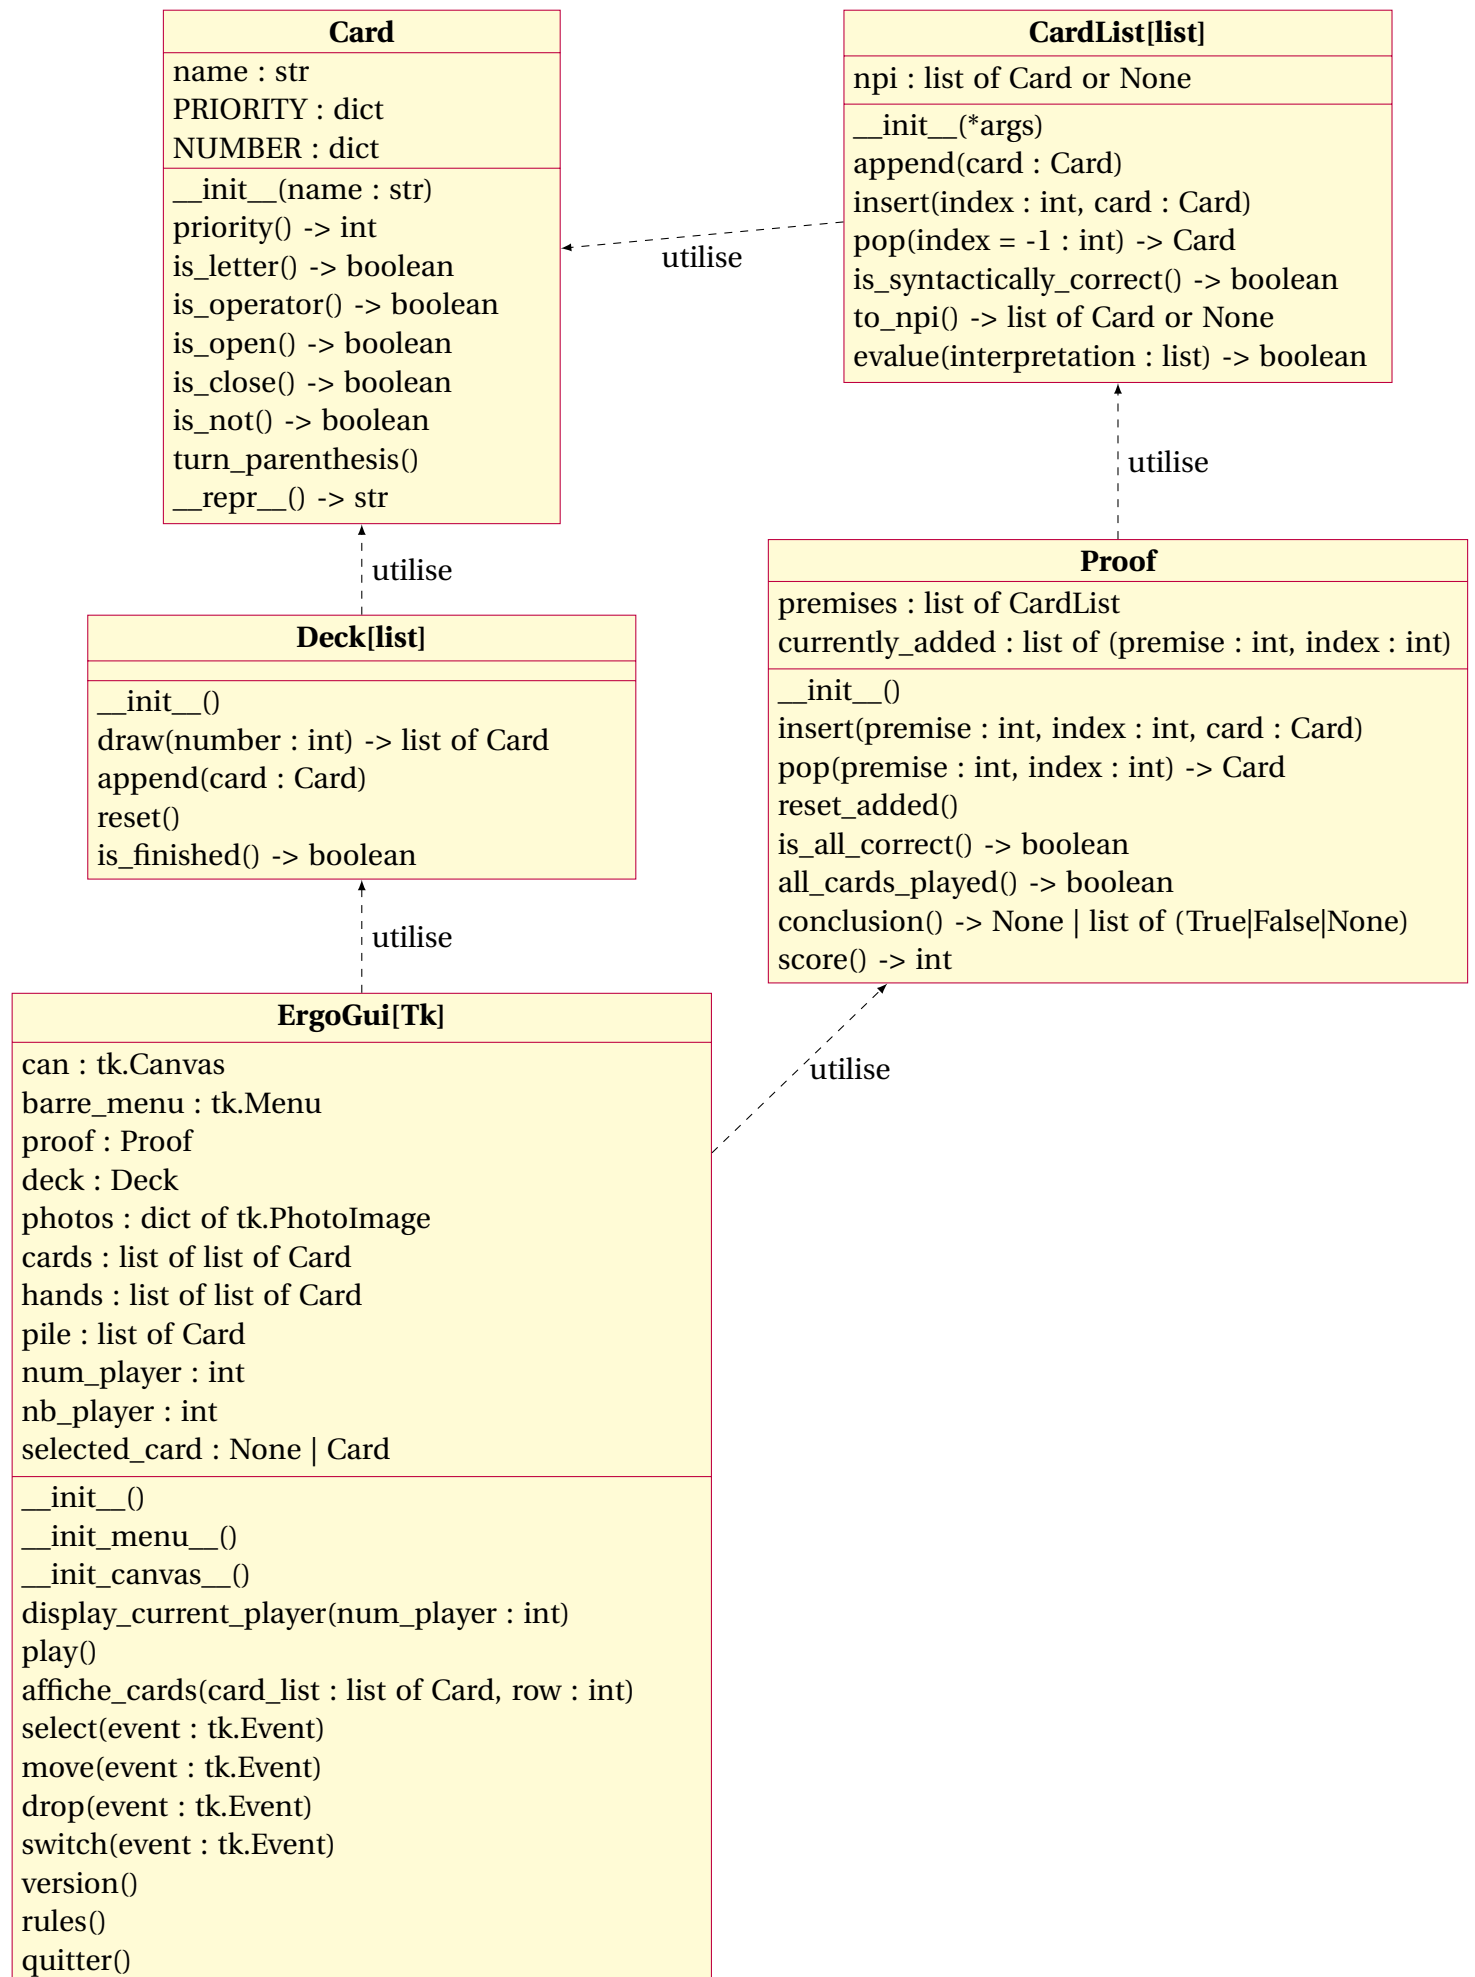 Card
name : str
PRIORITY : dict
NUMBER : dict
__init__(name : str)
priority() -> int
is_letter() -> boolean
is_operator() -> boolean
is_open() -> boolean
is_close() -> boolean
is_not() -> boolean
turn_parenthesis()
__repr__() -> str
utilise
CardList[list]
npi : list of Card or None
__init__(*args)
append(card : Card)
insert(index : int, card : Card)
pop(index = -1 : int) -> Card
is_syntactically_correct() -> boolean
to_npi() -> list of Card or None
evalue(interpretation : list) -> boolean
utilise
utilise
Deck[list]
__init__()
draw(number : int) -> list of Card
append(card : Card)
reset()
is_finished() -> boolean
utilise
Proof
premises : list of CardList
currently_added : list of (premise : int, index : int)
__init__()
insert(premise : int, index : int, card : Card)
pop(premise : int, index : int) -> Card
reset_added()
is_all_correct() -> boolean
all_cards_played() -> boolean
conclusion() -> None | list of (True|False|None)
score() -> int
utilise
ErgoGui[Tk]
can : tk.Canvas
barre_menu : tk.Menu
proof : Proof
deck : Deck
photos : dict of tk.PhotoImage
cards : list of list of Card
hands : list of list of Card
pile : list of Card
num_player : int
nb_player : int
selected_card : None | Card
__init__()
__init_menu__()
__init_canvas__()
display_current_player(num_player : int)
play()
affiche_cards(card_list : list of Card, row : int)
select(event : tk.Event)
move(event : tk.Event)
drop(event : tk.Event)
switch(event : tk.Event)
version()
rules()
quitter()